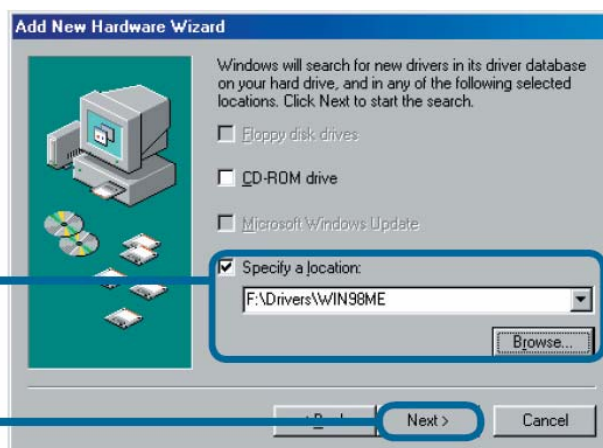 Add New Hardware Wizard
Windows will search for new drivers in its driver database
on your hard drive, and in any of the following selected
locations. Click Next to start the search.
Floppy disk drives
CD-ROM drive
Microsoft Windows Update
Specify a location:
F:\Drivers\WIN98ME
Browse...
Next >
Cancel